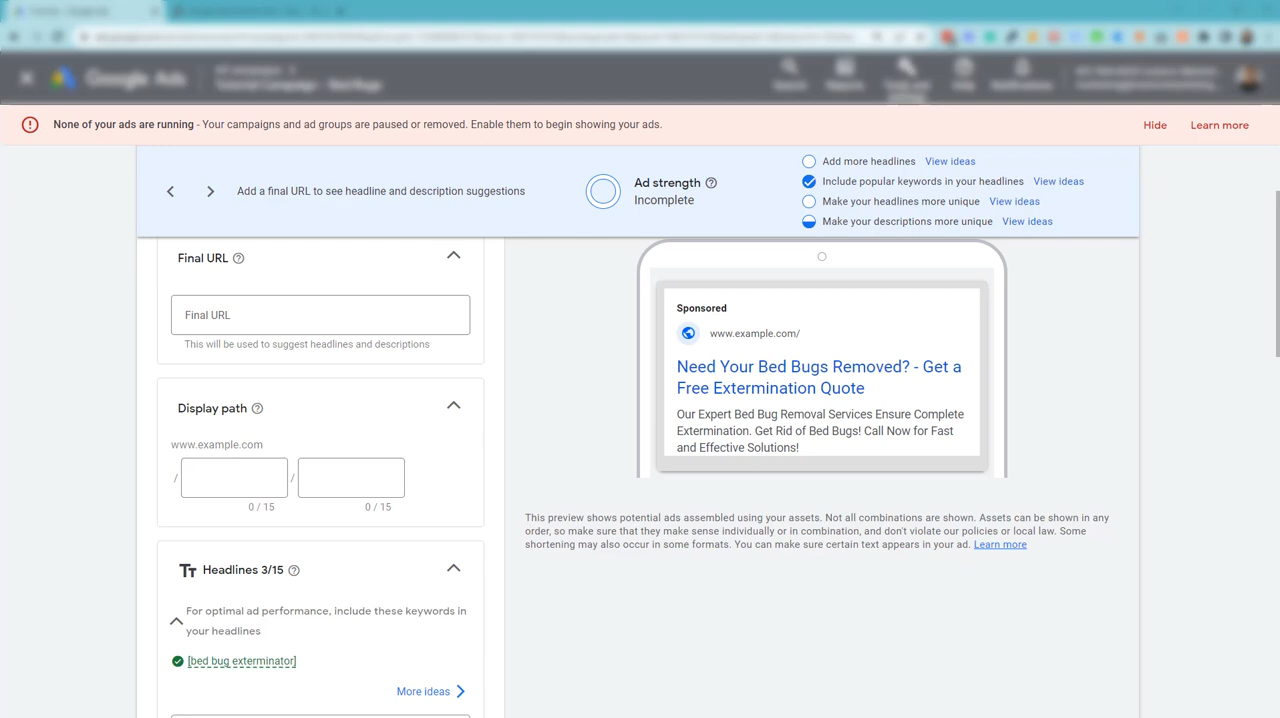 Google Ads
None of your ads are running - Your campaigns and ad groups are paused or removed. Enable them to begin showing your ads.
Hide
Learn more
Add a final URL to see headline and description suggestions
Ad strength
Incomplete
Add more headlines View ideas
Include popular keywords in your headlines View ideas
Make your headlines more unique View ideas
Make your descriptions more unique View ideas
Final URL
Final URL
This will be used to suggest headlines and descriptions
Display path
www.example.com
/ /
0 / 15 0 / 15
Headlines 3/15
For optimal ad performance, include these keywords in
your headlines
[bed bug exterminator]
More ideas
Sponsored
www.example.com/
Need Your Bed Bugs Removed? - Get a
Free Extermination Quote
Our Expert Bed Bug Removal Services Ensure Complete
Extermination. Get Rid of Bed Bugs! Call Now for Fast
and Effective Solutions!
This preview shows potential ads assembled using your assets. Not all combinations are shown. Assets can be shown in any
order, so make sure that they make sense individually or in combination, and don't violate our policies or local law. Some
shortening may also occur in some formats. You can make sure certain text appears in your ad. Learn more